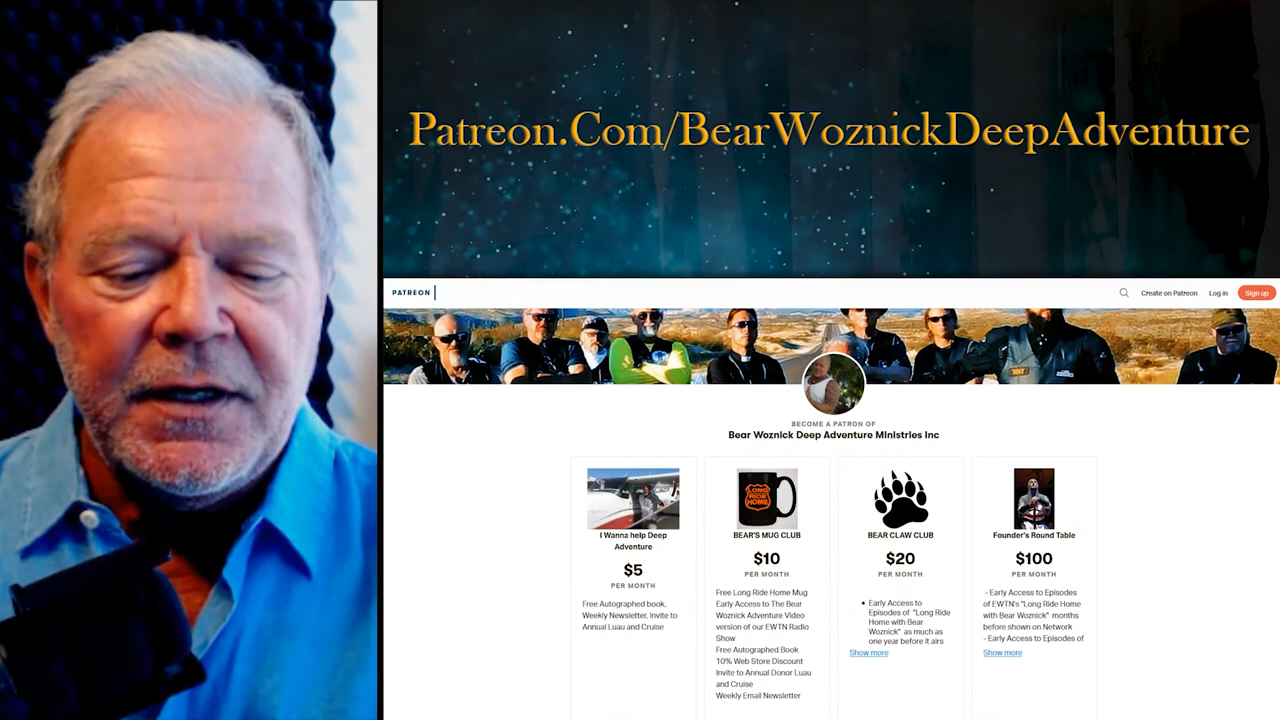 Patreon.Com/BearWoznickDeepAdventure
PATREON
Create on Patreon
Log in
Sign up
BECOME A PATRON OF
Bear Woznick Deep Adventure Ministries Inc
I Wanna help Deep
Adventure
$5
PER MONTH
Free Autographed book,
Weekly Newsletter, Invite to
Annual Luau and Cruise
LONG
RIDE
HOME
BEAR'S MUG CLUB
$10
PER MONTH
Free Long Ride Home Mug
Early Access to The Bear
Woznick Adventure Video
version of our EWTN Radio
Show
Free Autographed Book
10% Web Store Discount
Invite to Annual Donor Luau
and Cruise
Weekly Email Newsletter
BEAR CLAW CLUB
$20
PER MONTH
• Early Access to
Episodes of "Long Ride
Home with Bear
Woznick" as much as
one year before it airs
Show more
Founder's Round Table
$100
PER MONTH
- Early Access to Episodes
of EWTN's "Long Ride Home
with Bear Woznick" months
before shown on Network
- Early Access to Episodes of
Show more